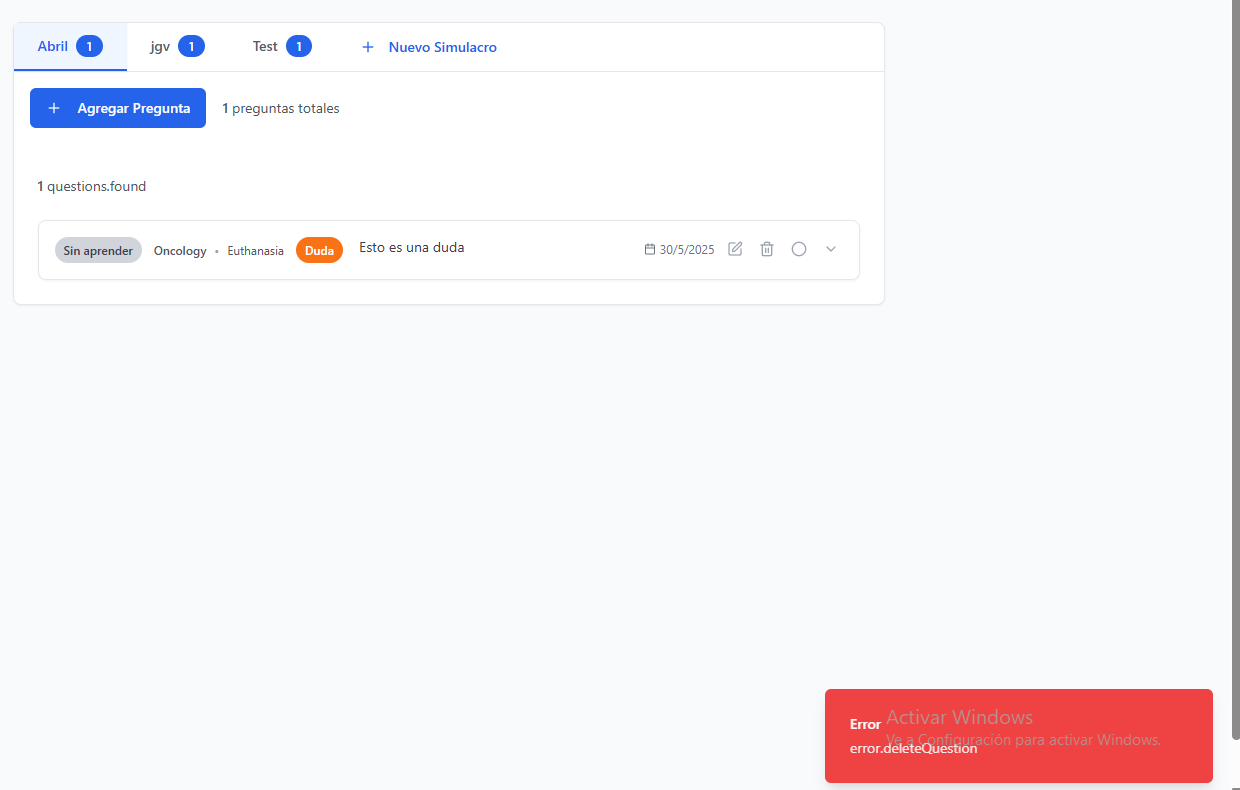 Abril 1 jgv 1 Test 1 + Nuevo Simulacro
+ Agregar Pregunta 1 preguntas totales
1 questions.found
Sin aprender Oncology • Euthanasia Duda Esto es una duda 30/5/2025
Error
error.deleteQuestion
Activar Windows
Ve a Configuración para activar Windows.